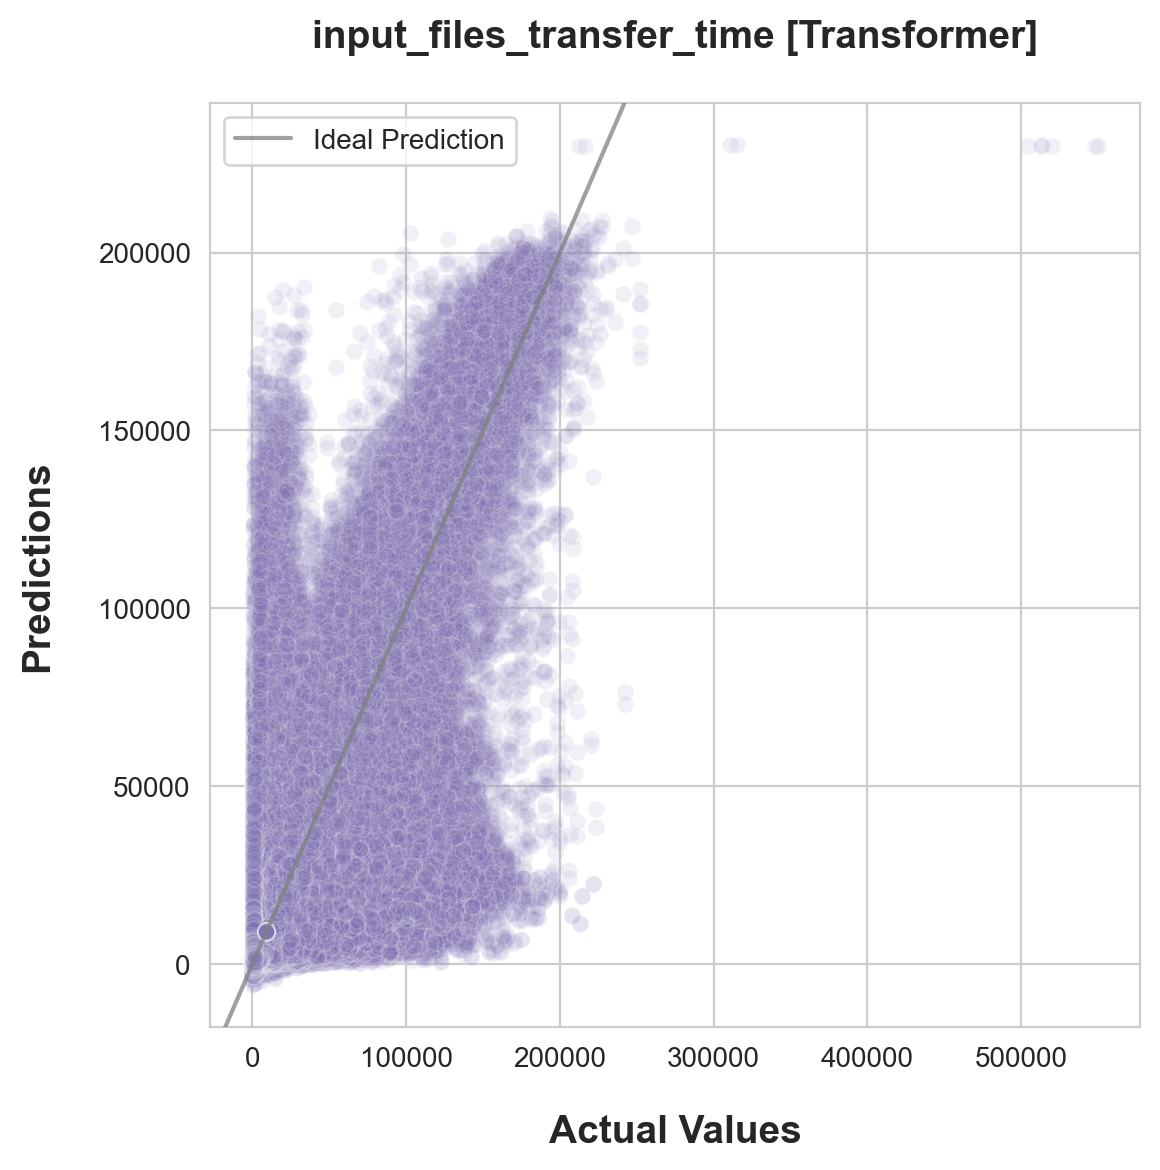 input_files_transfer_time [Transformer]
Ideal Prediction
200000
150000
100000
50000
0
Predictions
0
100000
200000
300000
400000
500000
Actual Values